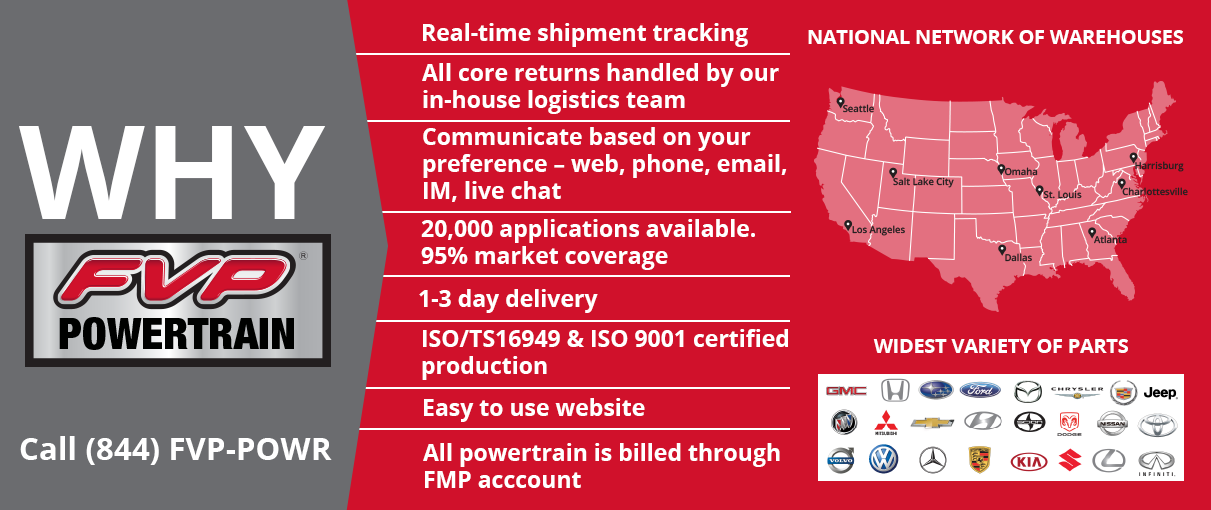 WHY
FVP®
POWERTRAIN
Call (844) FVP-POWR
Real-time shipment tracking
All core returns handled by our
in-house logistics team
Communicate based on your
preference – web, phone, email,
IM, live chat
20,000 applications available.
95% market coverage
1-3 day delivery
ISO/TS16949 & ISO 9001 certified
production
Easy to use website
All powertrain is billed through
FMP acccount
NATIONAL NETWORK OF WAREHOUSES
Seattle
Salt Lake City
Los Angeles
Omaha
St. Louis
Dallas
Harrisburg
Charlottesville
Atlanta
WIDEST VARIETY OF PARTS
GMC Ford CHRYSLER Jeep
MITSUBISHI DODGE NISSAN
VOLVO KIA INFINITI